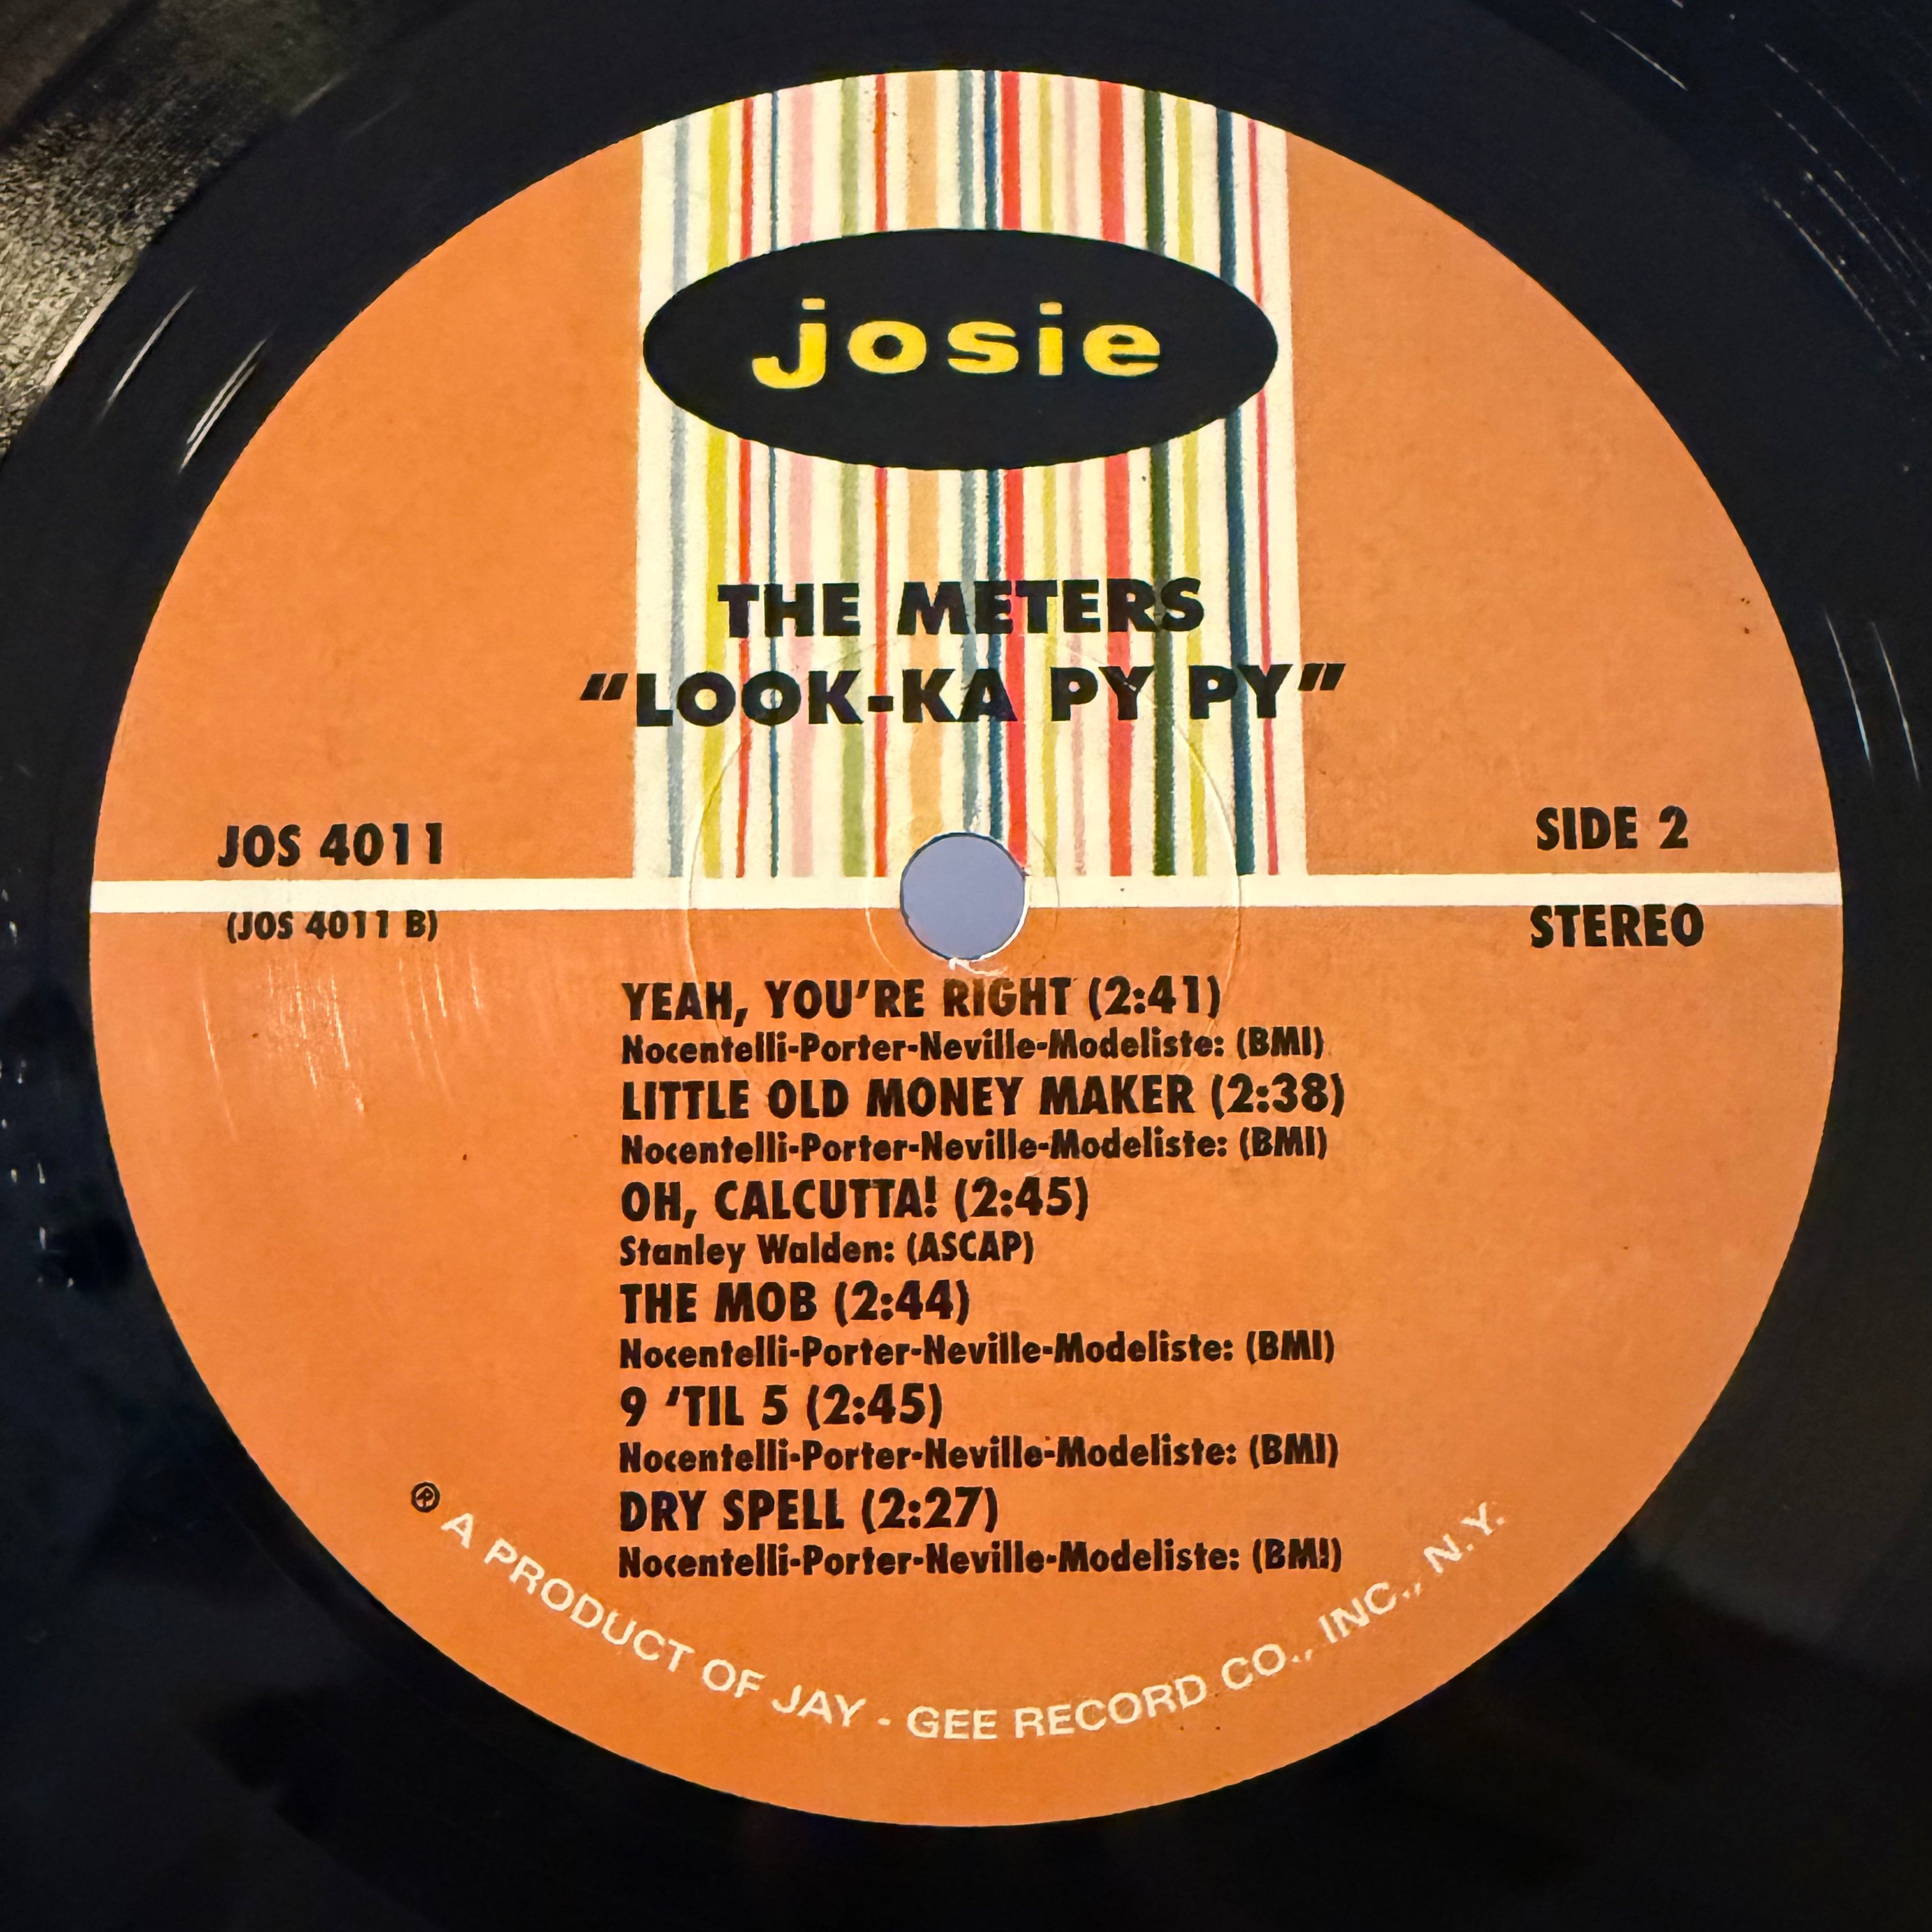 josie
THE METERS
“LOOK-KA PY PY”
JOS 4011
SIDE 2
(JOS 4011 B)
STEREO
YEAH, YOU’RE RIGHT (2:41)
Nocentelli-Porter-Neville-Modeliste: (BMI)
LITTLE OLD MONEY MAKER (2:38)
Nocentelli-Porter-Neville-Modeliste: (BMI)
OH, CALCUTTA! (2:45)
Stanley Walden: (ASCAP)
THE MOB (2:44)
Nocentelli-Porter-Neville-Modeliste: (BMI)
9 ‘TIL 5 (2:45)
Nocentelli-Porter-Neville-Modeliste: (BMI)
DRY SPELL (2:27)
Nocentelli-Porter-Neville-Modeliste: (BMI)
® A PRODUCT OF JAY - GEE RECORD CO., INC., N.Y.